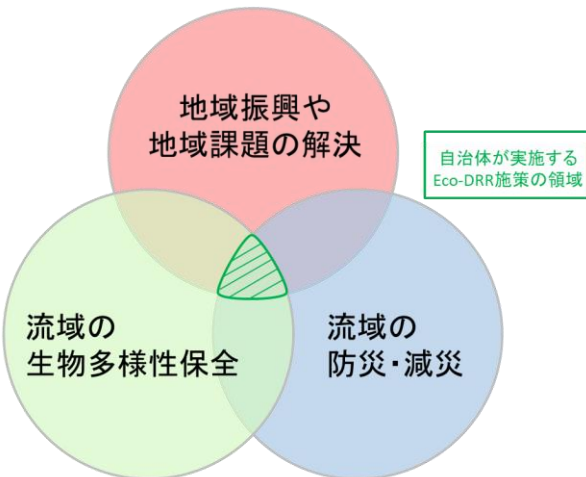 地域振興や
地域課題の解決
自治体が実施する
Eco-DRR施策の領域
流域の
生物多様性保全
流域の
防災・減災